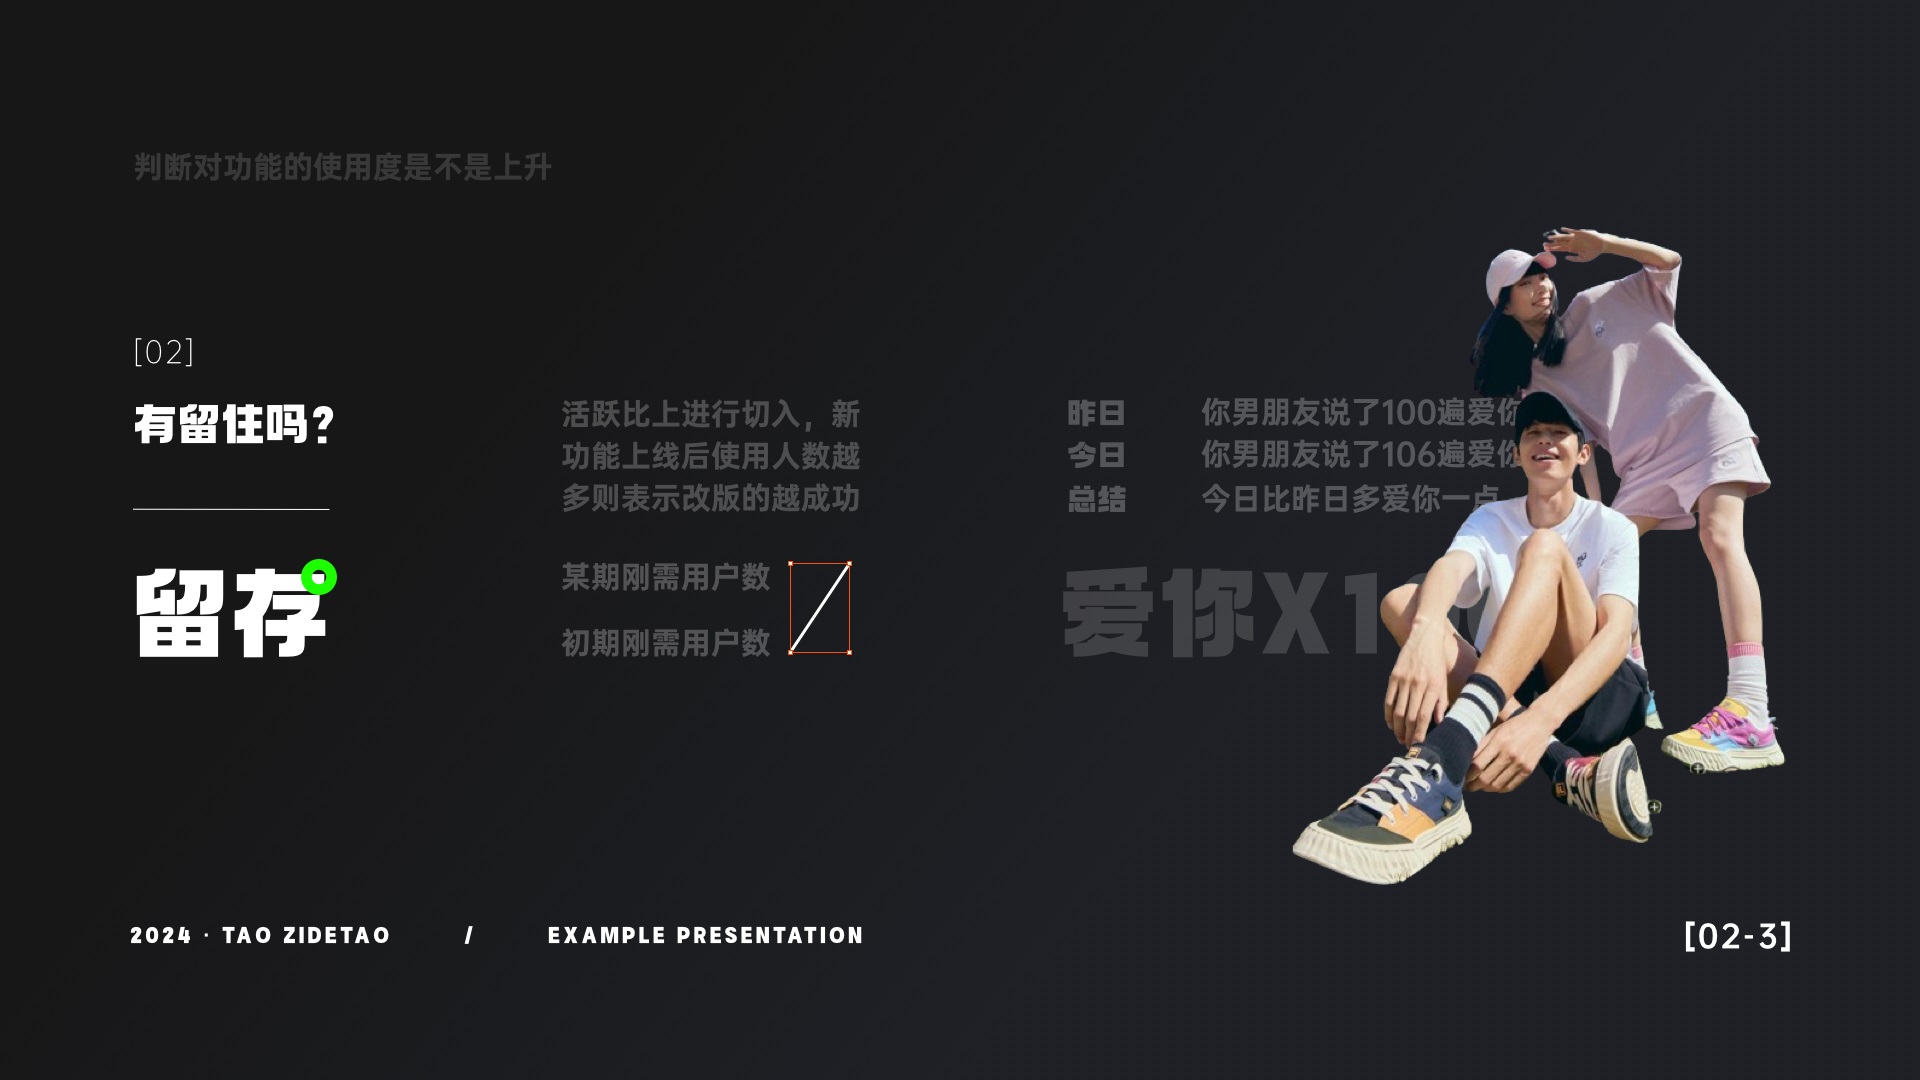 判断对功能的使用度是不是上升
[02]
有留住吗?
留存
活跃比上进行切入，新
功能上线后使用人数越
多则表示改版的越成功
某期刚需用户数
初期刚需用户数
昨日 你男朋友说了100遍爱你
今日 你男朋友说了106遍爱你
总结 今日比昨日多爱你一点
爱你X1
2024 · TAO ZIDETAO / EXAMPLE PRESENTATION
[02-3]